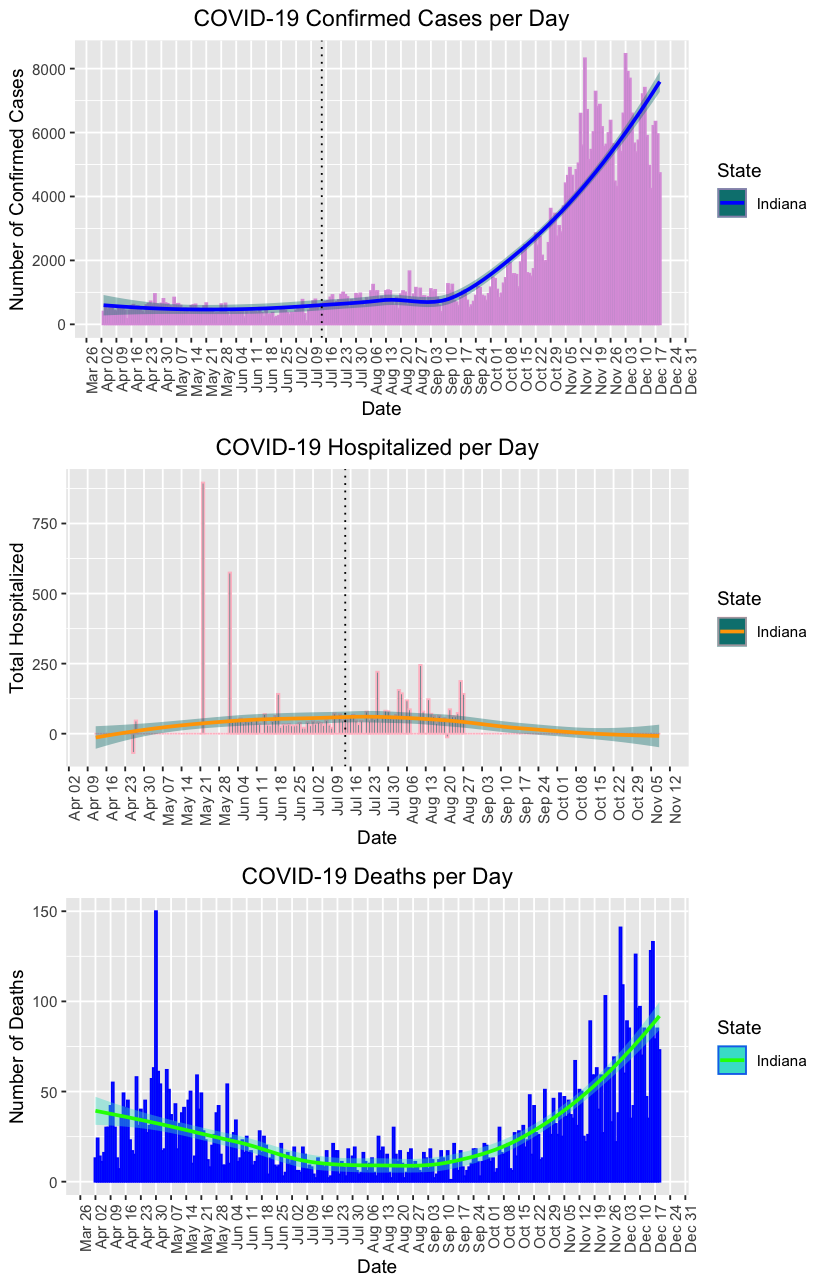 COVID-19 Confirmed Cases per Day
Number of Confirmed Cases
8000
6000
4000
2000
0
Mar 26
Apr 02
Apr 09
Apr 16
Apr 23
Apr 30
May 07
May 14
May 21
May 28
Jun 04
Jun 11
Jun 18
Jun 25
Jul 02
Jul 09
Jul 16
Jul 23
Jul 30
Aug 06
Aug 13
Aug 20
Aug 27
Sep 03
Sep 10
Sep 17
Sep 24
Oct 01
Oct 08
Oct 15
Oct 22
Oct 29
Nov 05
Nov 12
Nov 19
Nov 26
Dec 03
Dec 10
Dec 17
Dec 24
Dec 31
Date
State
Indiana
COVID-19 Hospitalized per Day
Total Hospitalized
750
500
250
0
Apr 02
Apr 09
Apr 16
Apr 23
Apr 30
May 07
May 14
May 21
May 28
Jun 04
Jun 11
Jun 18
Jun 25
Jul 02
Jul 09
Jul 16
Jul 23
Jul 30
Aug 06
Aug 13
Aug 20
Aug 27
Sep 03
Sep 10
Sep 17
Sep 24
Oct 01
Oct 08
Oct 15
Oct 22
Oct 29
Nov 05
Nov 12
Date
State
Indiana
COVID-19 Deaths per Day
Number of Deaths
150
100
50
0
Mar 26
Apr 02
Apr 09
Apr 16
Apr 23
Apr 30
May 07
May 14
May 21
May 28
Jun 04
Jun 11
Jun 18
Jun 25
Jul 02
Jul 09
Jul 16
Jul 23
Jul 30
Aug 06
Aug 13
Aug 20
Aug 27
Sep 03
Sep 10
Sep 17
Sep 24
Oct 01
Oct 08
Oct 15
Oct 22
Oct 29
Nov 05
Nov 12
Nov 19
Nov 26
Dec 03
Dec 10
Dec 17
Dec 24
Dec 31
Date
State
Indiana